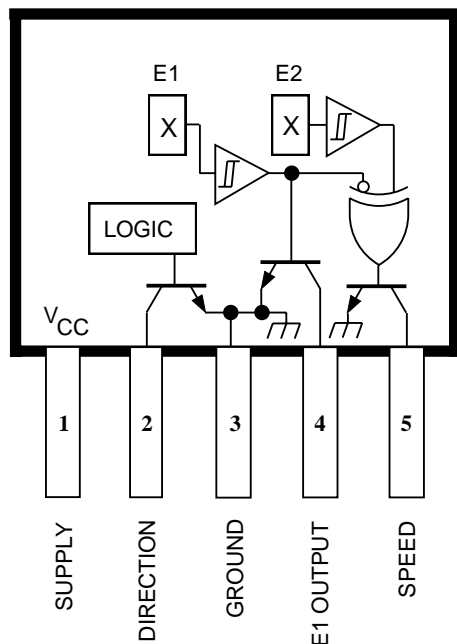 E1
E2
X
X
LOGIC
VCC
1
2
3
4
5
SUPPLY
DIRECTION
GROUND
E1 OUTPUT
SPEED